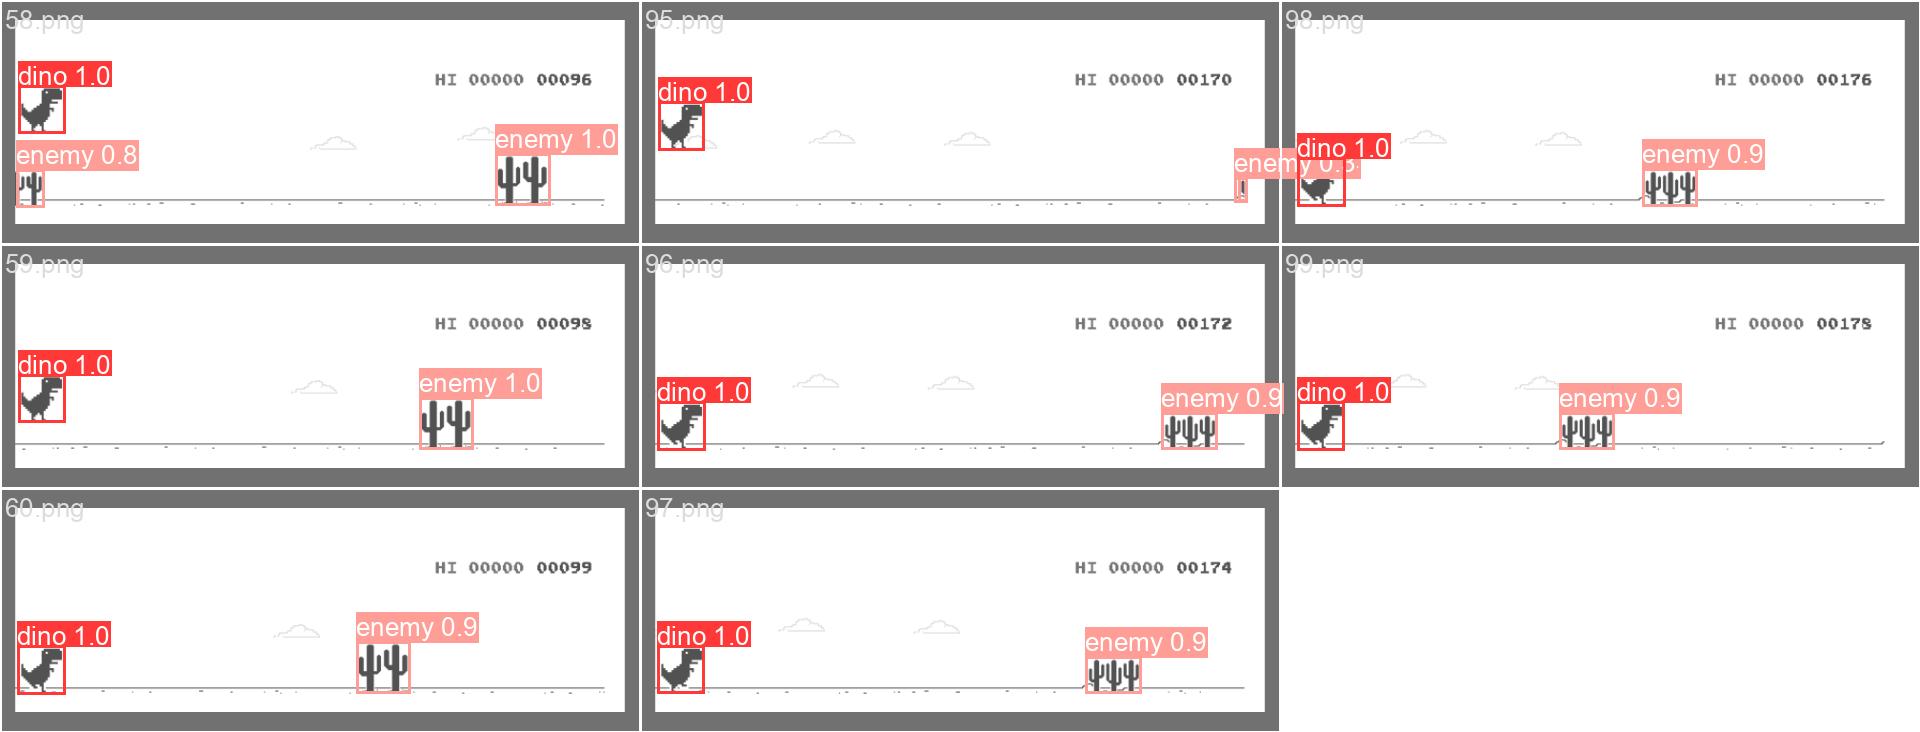 58.png
HI 00000 00096
dino 1.0
enemy 0.8
enemy 1.0
95.png
HI 00000 00170
dino 1.0
98.png
HI 00000 00176
dino 1.0
enemy 0.9
59.png
HI 00000 00098
dino 1.0
enemy 1.0
96.png
HI 00000 00172
dino 1.0
enemy 0.9
99.png
HI 00000 00178
dino 1.0
enemy 0.9
60.png
HI 00000 00099
dino 1.0
enemy 0.9
97.png
HI 00000 00174
dino 1.0
enemy 0.9